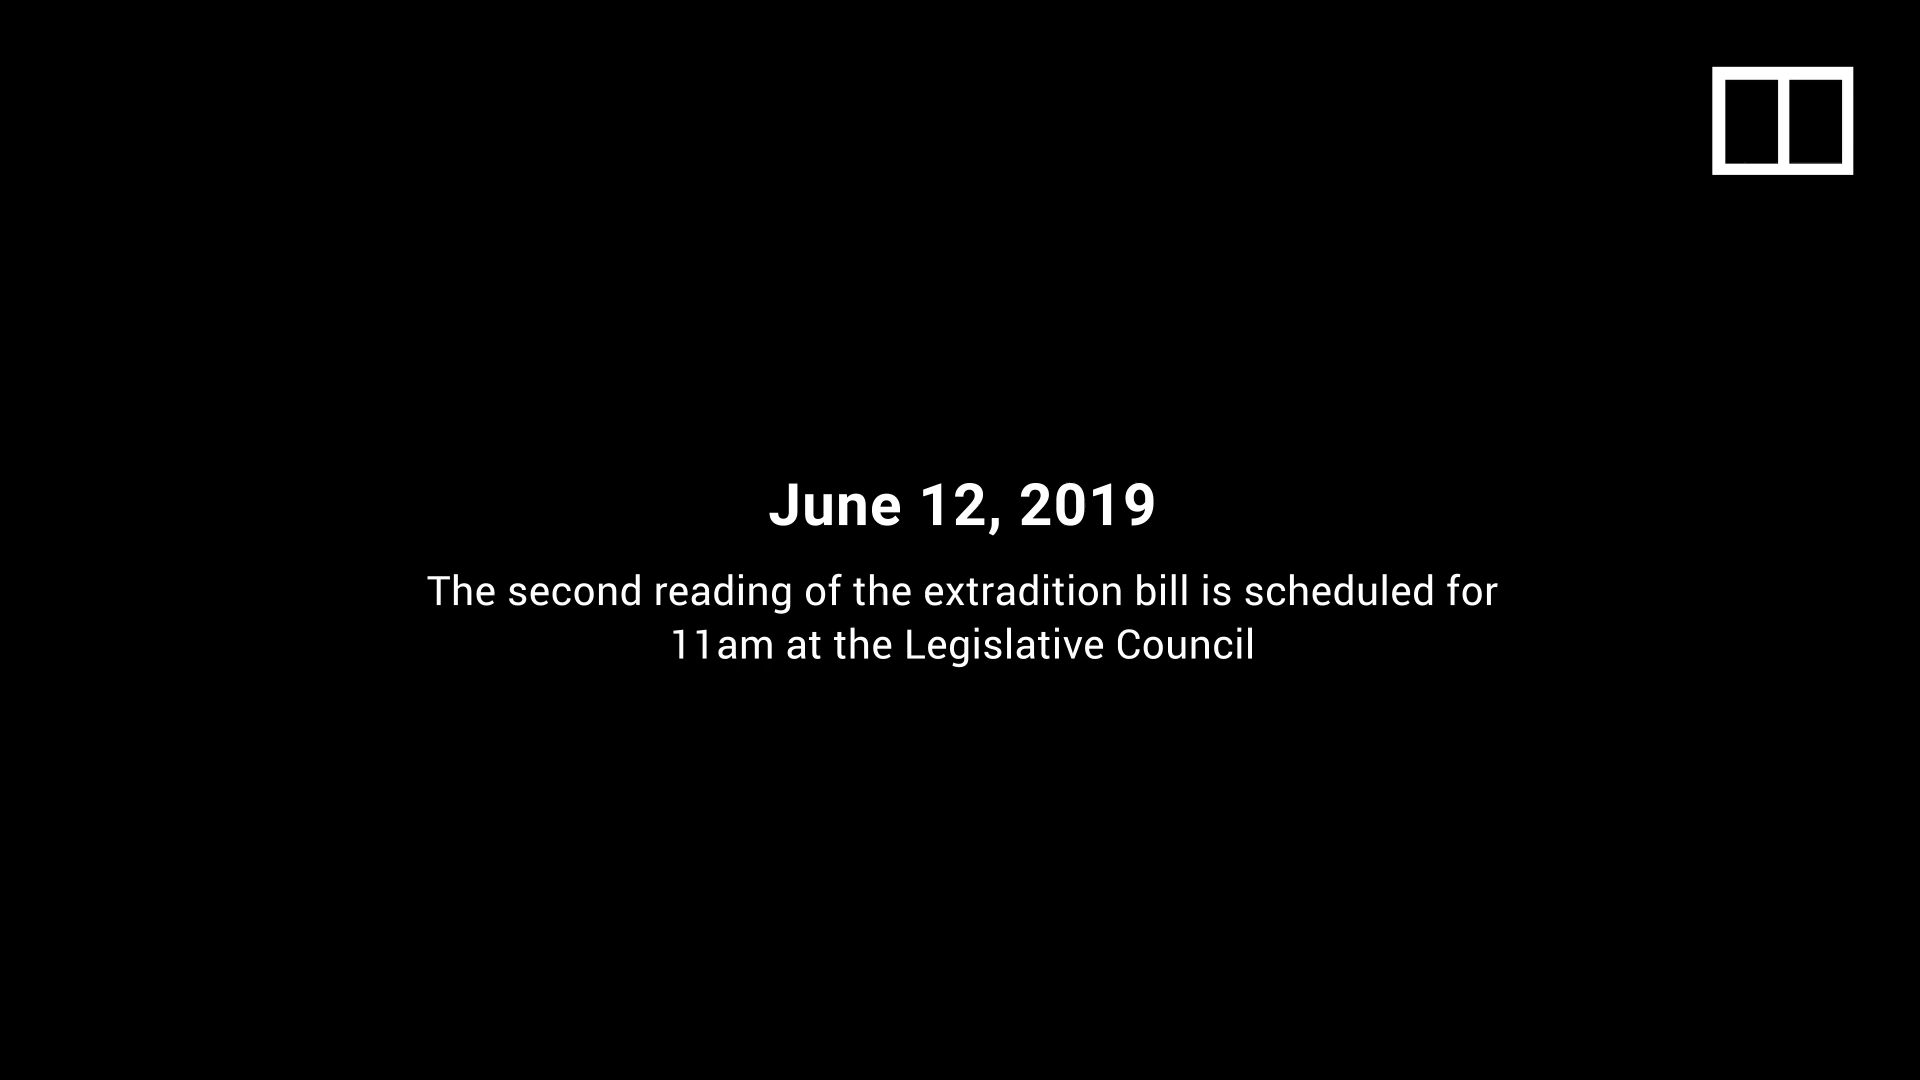 June 12, 2019
The second reading of the extradition bill is scheduled for
11am at the Legislative Council